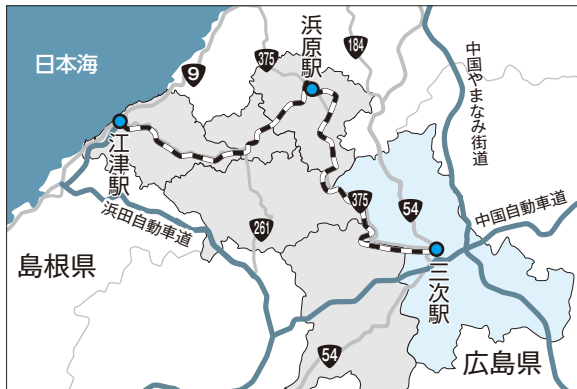 日本海
9
375
184
浜原駅
中国やまなみ街道
江津駅
浜田自動車道
261
375
54
中国自動車道
島根県
三次駅
54
広島県